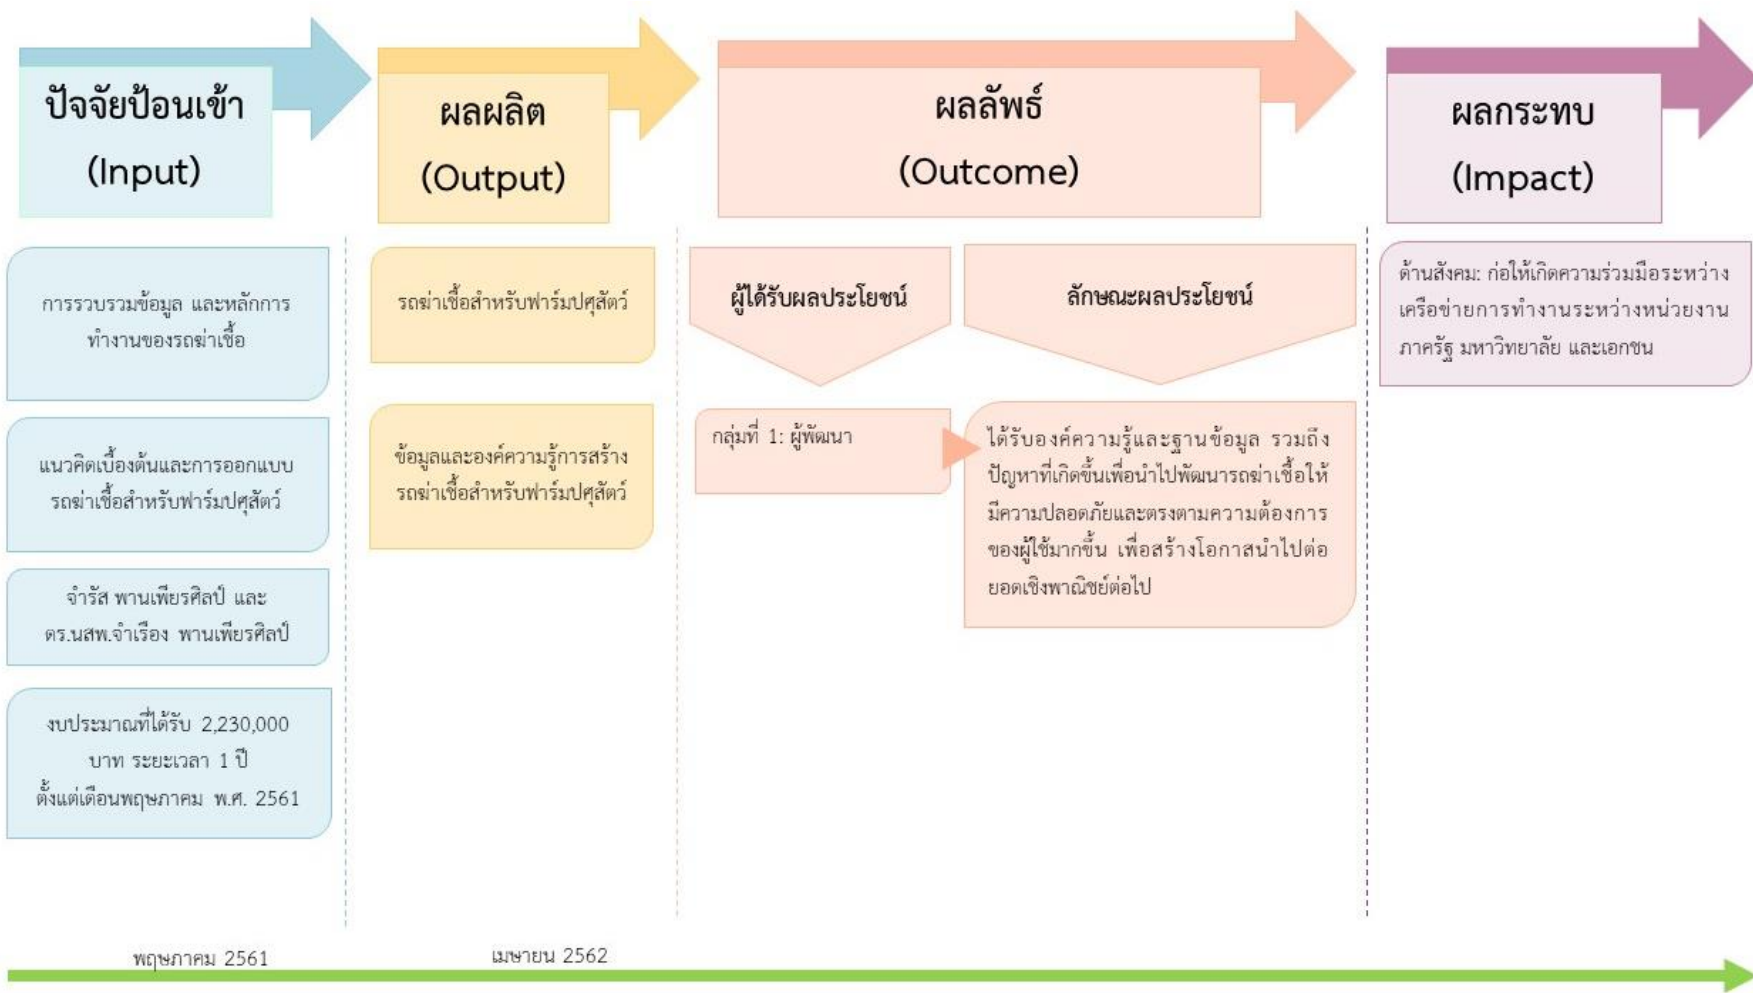 ปัจจัยป้อนเข้า
(Input)
ผลผลิต
(Output)
ผลลัพธ์
(Outcome)
ผลกระทบ
(Impact)
การรวบรวมข้อมูล และหลักการ
ทำงานของรถฆ่าเชื้อ
แนวคิดเบื้องต้นและการออกแบบ
รถฆ่าเชื้อสำหรับฟาร์มปศุสัตว์
จำรัส พานเพียรศิลป์ และ
ดร.นสพ.จำเรือง พานเพียรศิลป์
งบประมาณที่ได้รับ 2,230,000
บาท ระยะเวลา 1 ปี
ตั้งแต่เดือนพฤษภาคม พ.ศ. 2561
รถฆ่าเชื้อสำหรับฟาร์มปศุสัตว์
ข้อมูลและองค์ความรู้การสร้าง
รถฆ่าเชื้อสำหรับฟาร์มปศุสัตว์
ผู้ได้รับผลประโยชน์
ลักษณะผลประโยชน์
กลุ่มที่ 1: ผู้พัฒนา
ได้รับองค์ความรู้และฐานข้อมูล รวมถึง
ปัญหาที่เกิดขึ้นเพื่อนำไปพัฒนารถฆ่าเชื้อให้
มีความปลอดภัยและตรงตามความต้องการ
ของผู้ใช้มากขึ้น เพื่อสร้างโอกาสนำไปต่อ
ยอดเชิงพาณิชย์ต่อไป
ด้านสังคม: ก่อให้เกิดความร่วมมือระหว่าง
เครือข่ายการทำงานระหว่างหน่วยงาน
ภาครัฐ มหาวิทยาลัย และเอกชน
พฤษภาคม 2561
เมษายน 2562